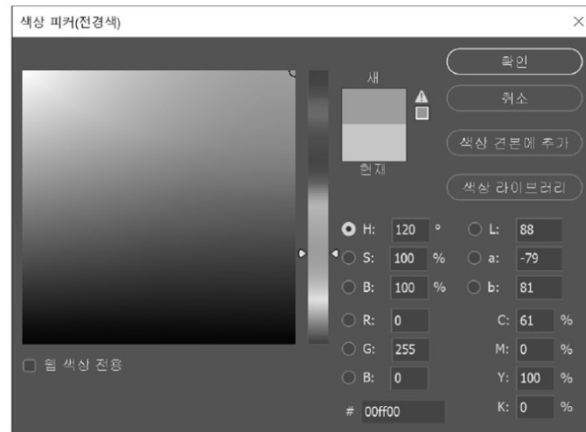 색상 피커(전경색)
새
현재
확인
취소
색상 견본에 추가
색상 라이브러리
H: 120 °
S: 100 %
B: 100 %
R: 0
G: 255
B: 0
# 00ff00
L: 88
a: -79
b: 81
C: 61 %
M: 0 %
Y: 100 %
K: 0 %
웹 색상 전용